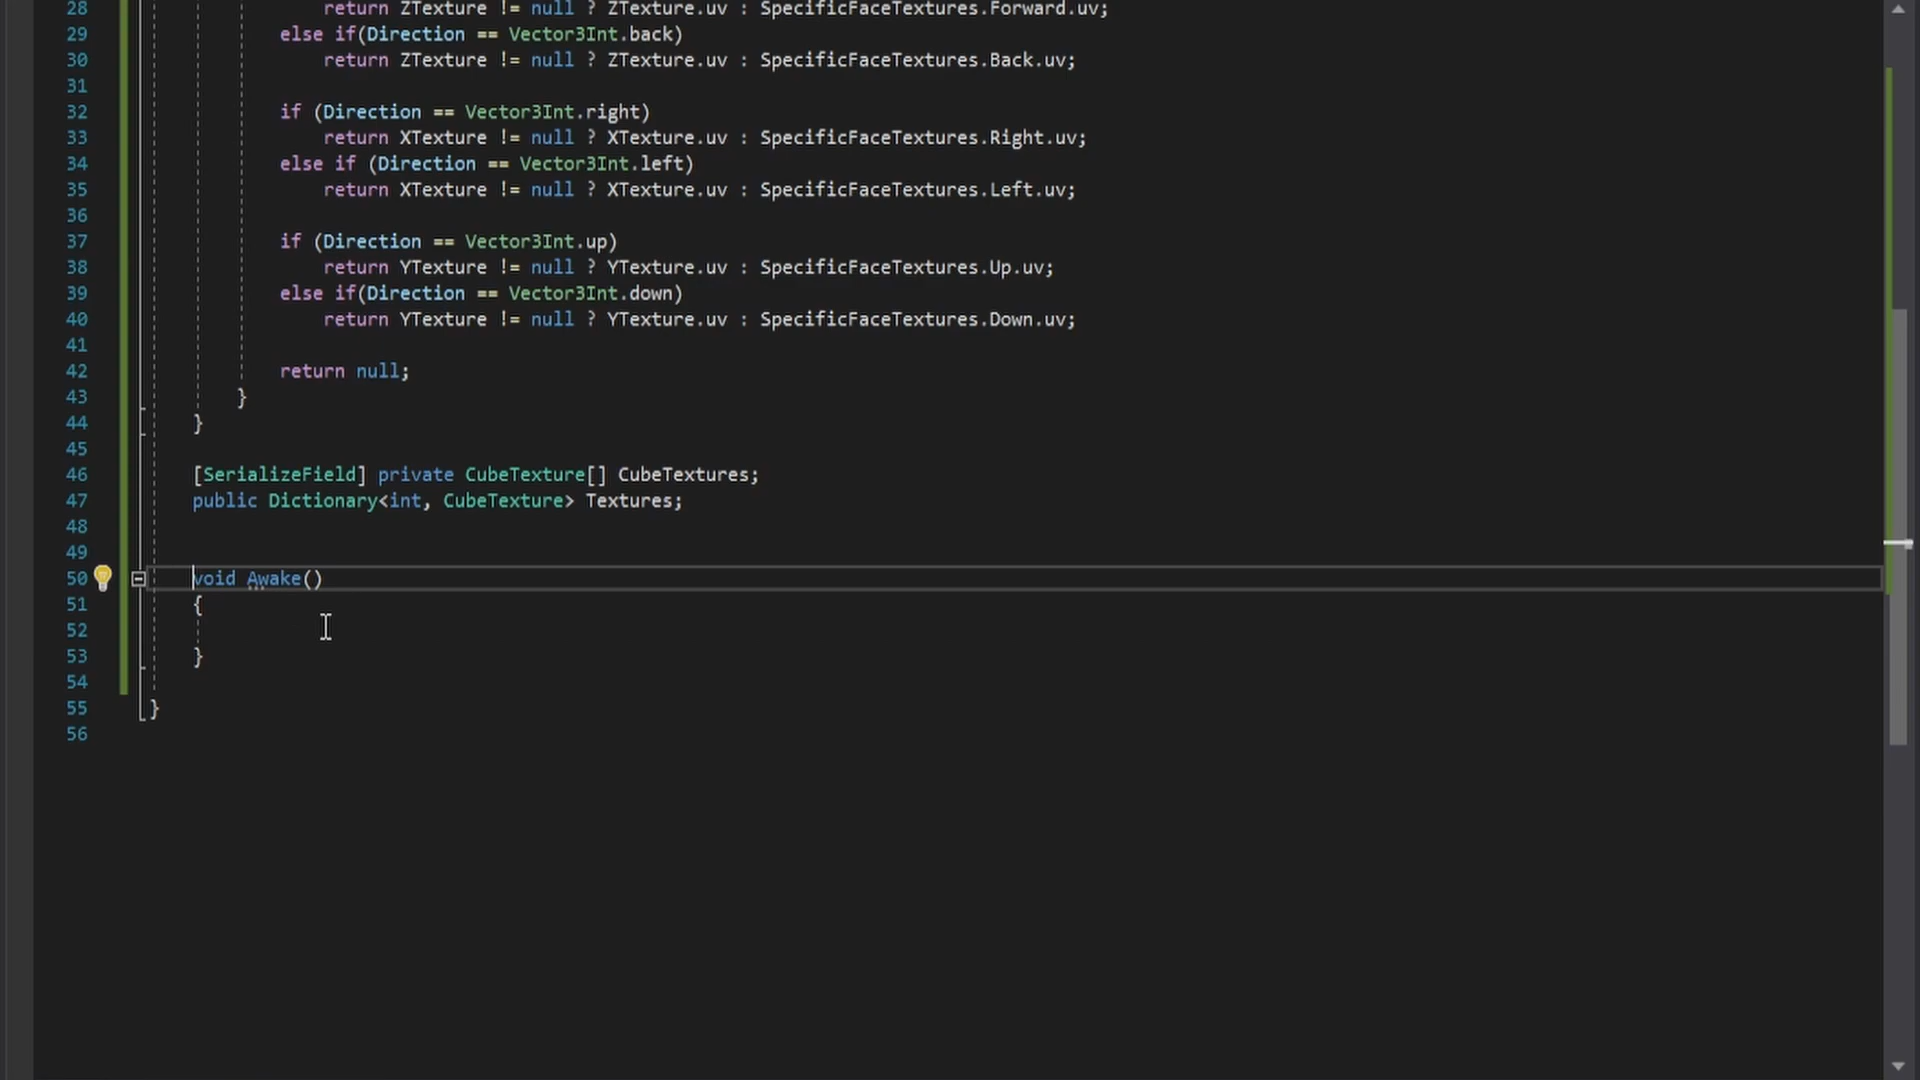 28 return ZTexture != null ? ZTexture.uv : SpecificFaceTextures.Forward.uv;
29 else if(Direction == Vector3Int.back)
30 return ZTexture != null ? ZTexture.uv : SpecificFaceTextures.Back.uv;
31
32 if (Direction == Vector3Int.right)
33 return XTexture != null ? XTexture.uv : SpecificFaceTextures.Right.uv;
34 else if (Direction == Vector3Int.left)
35 return XTexture != null ? XTexture.uv : SpecificFaceTextures.Left.uv;
36
37 if (Direction == Vector3Int.up)
38 return YTexture != null ? YTexture.uv : SpecificFaceTextures.Up.uv;
39 else if(Direction == Vector3Int.down)
40 return YTexture != null ? YTexture.uv : SpecificFaceTextures.Down.uv;
41
42 return null;
43 }
44 }
45
46 [SerializeField] private CubeTexture[] CubeTextures;
47 public Dictionary<int, CubeTexture> Textures;
48
49
50 void Awake()
51 {
52
53 }
54
55 }
56